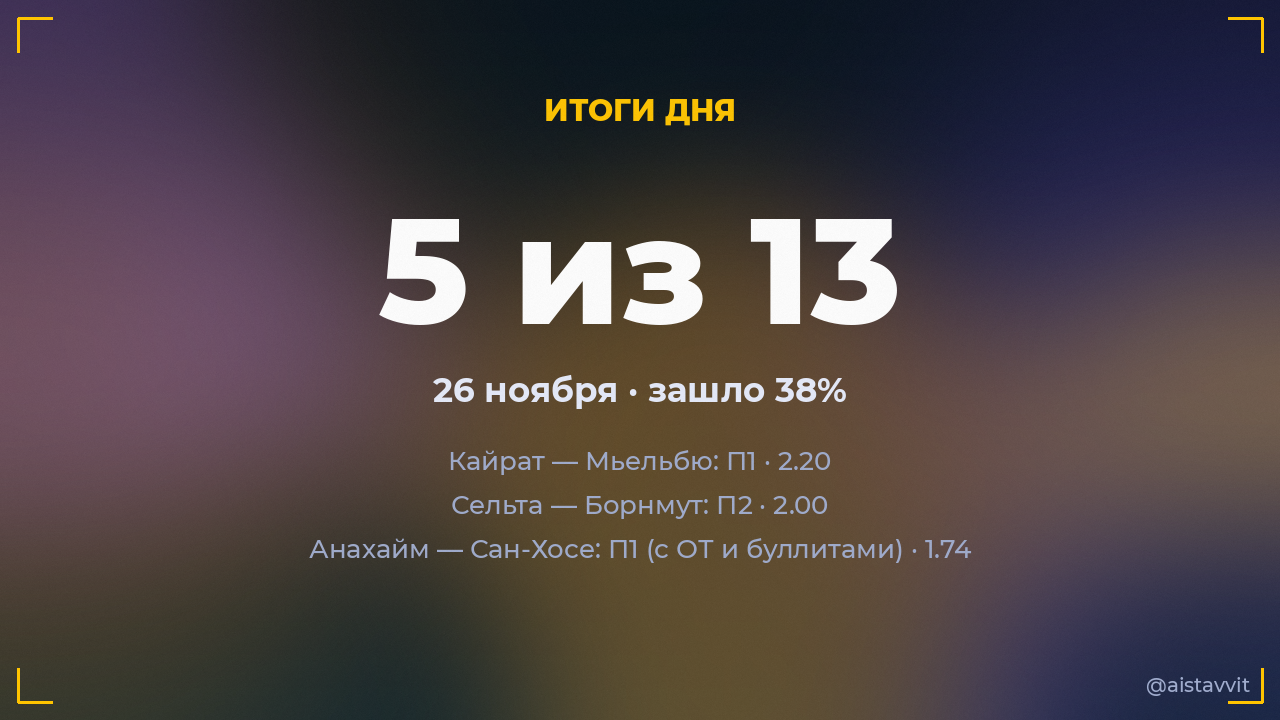 ИТОГИ ДНЯ
5 из 13
26 ноября · зашло 38%
Кайрат — Мьельбю: П1 · 2.20
Сельта — Борнмут: П2 · 2.00
Анахайм — Сан-Хосе: П1 (с ОТ и буллитами) · 1.74
@aistavvit